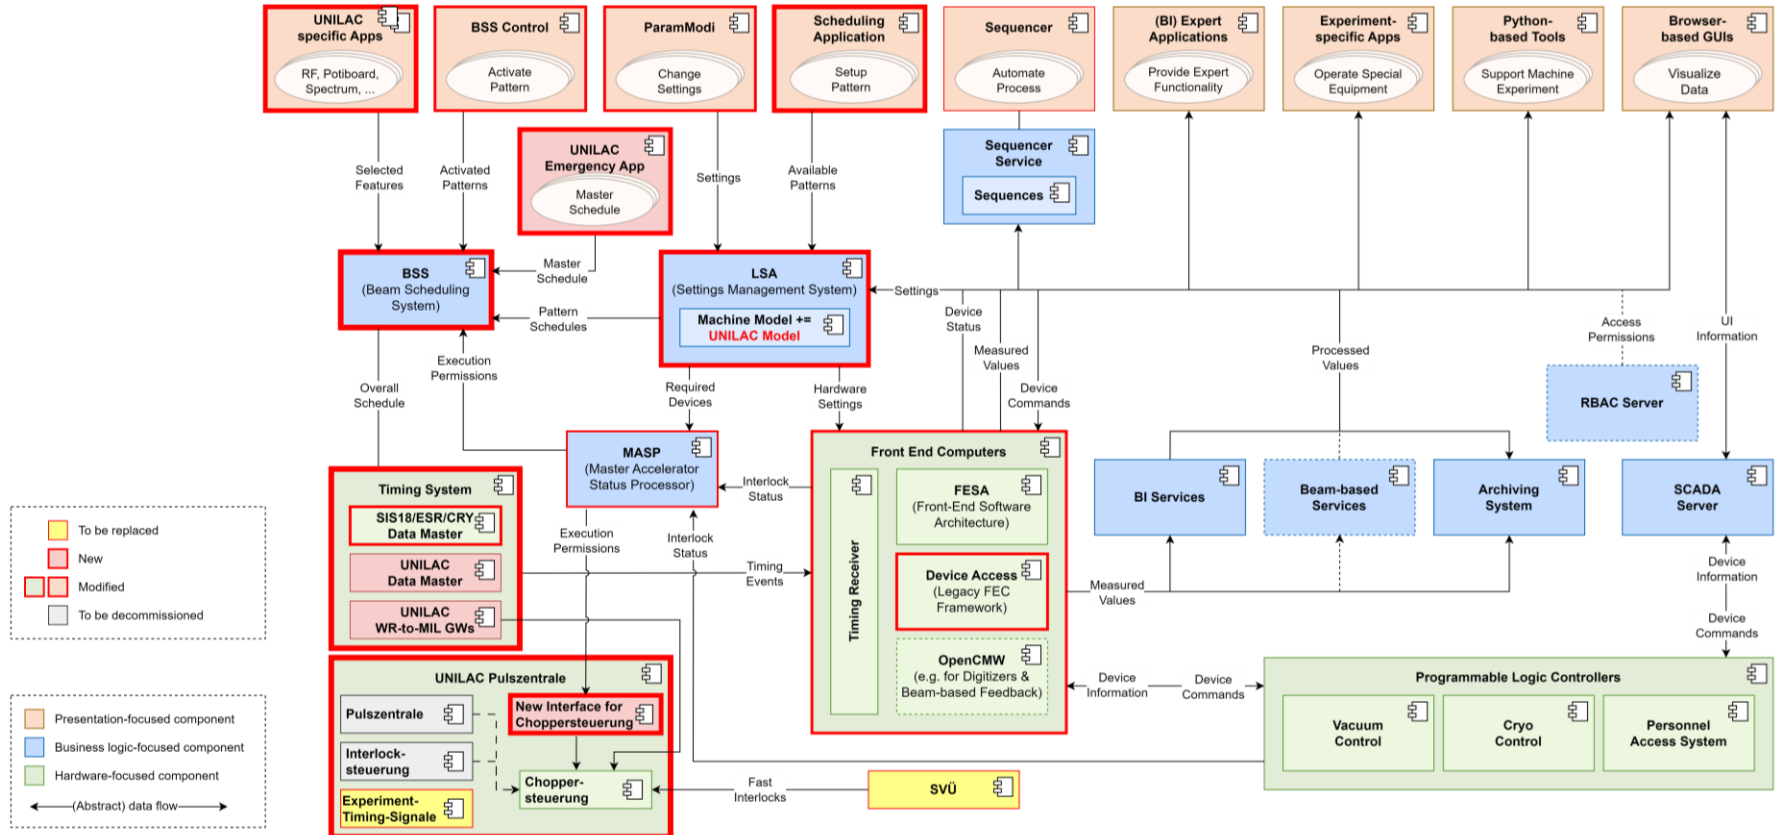 UNILAC
specific Apps
RF, Potiboard,
Spectrum, ...
BSS Control
Activate
Pattern
ParamModi
Change
Settings
Scheduling
Application
Setup
Pattern
Sequencer
Automate
Process
(BI) Expert
Applications
Provide Expert
Functionality
Experiment-
specific Apps
Operate Special
Equipment
Python-
based Tools
Support Machine
Experiment
Browser-
based GUIs
Visualize
Data
Selected
Features
Activated
Patterns
UNILAC
Emergency App
Master
Schedule
Settings
Available
Patterns
Sequencer
Service
Sequences
BSS
(Beam Scheduling
System)
Master
Schedule
Pattern
Schedules
LSA
(Settings Management System)
Machine Model +=
UNILAC Model
Settings
Device
Status
Measured
Values
Device
Commands
Processed
Values
Access
Permissions
UI
Information
Execution
Permissions
Overall
Schedule
Required
Devices
Hardware
Settings
RBAC Server
MASP
(Master Accelerator
Status Processor)
Interlock
Status
Front End Computers
Timing Receiver
FESA
(Front-End Software
Architecture)
Device Access
(Legacy FEC
Framework)
OpenCMW
(e.g. for Digitizers &
Beam-based Feedback)
BI Services
Beam-based
Services
Archiving
System
SCADA
Server
Timing System
SIS18/ESR/CRY
Data Master
UNILAC
Data Master
UNILAC
WR-to-MIL GWs
Execution
Permissions
Interlock
Status
Timing
Events
Measured
Values
Device
Information
Device
Commands
To be replaced
New
Modified
To be decommissioned
UNILAC Pulszentrale
Pulszentrale
Interlock-
steuerung
Experiment-
Timing-Signale
New Interface for
Choppersteuerung
Chopper-
steuerung
Fast
Interlocks
SVÜ
Device
Information
Device
Commands
Programmable Logic Controllers
Vacuum
Control
Cryo
Control
Personnel
Access System
Presentation-focused component
Business logic-focused component
Hardware-focused component
(Abstract) data flow